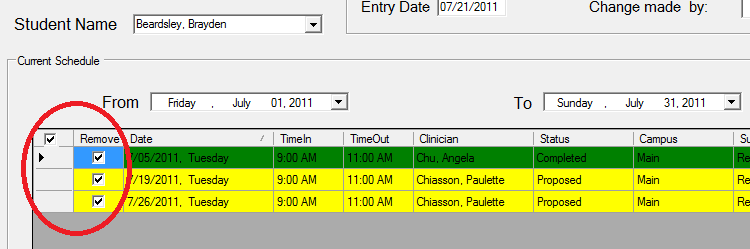 Entry Date 07/21/2011 Change made by:
Student Name Beardsley, Brayden
Current Schedule
From Friday , July 01, 2011 To Sunday , July 31, 2011
Remove Date TimeIn TimeOut Clinician Status Campus Su
7/05/2011, Tuesday 9:00 AM 11:00 AM Chu, Angela Completed Main Re
7/19/2011, Tuesday 9:00 AM 11:00 AM Chiasson, Paulette Proposed Main Re
7/26/2011, Tuesday 9:00 AM 11:00 AM Chiasson, Paulette Proposed Main Re